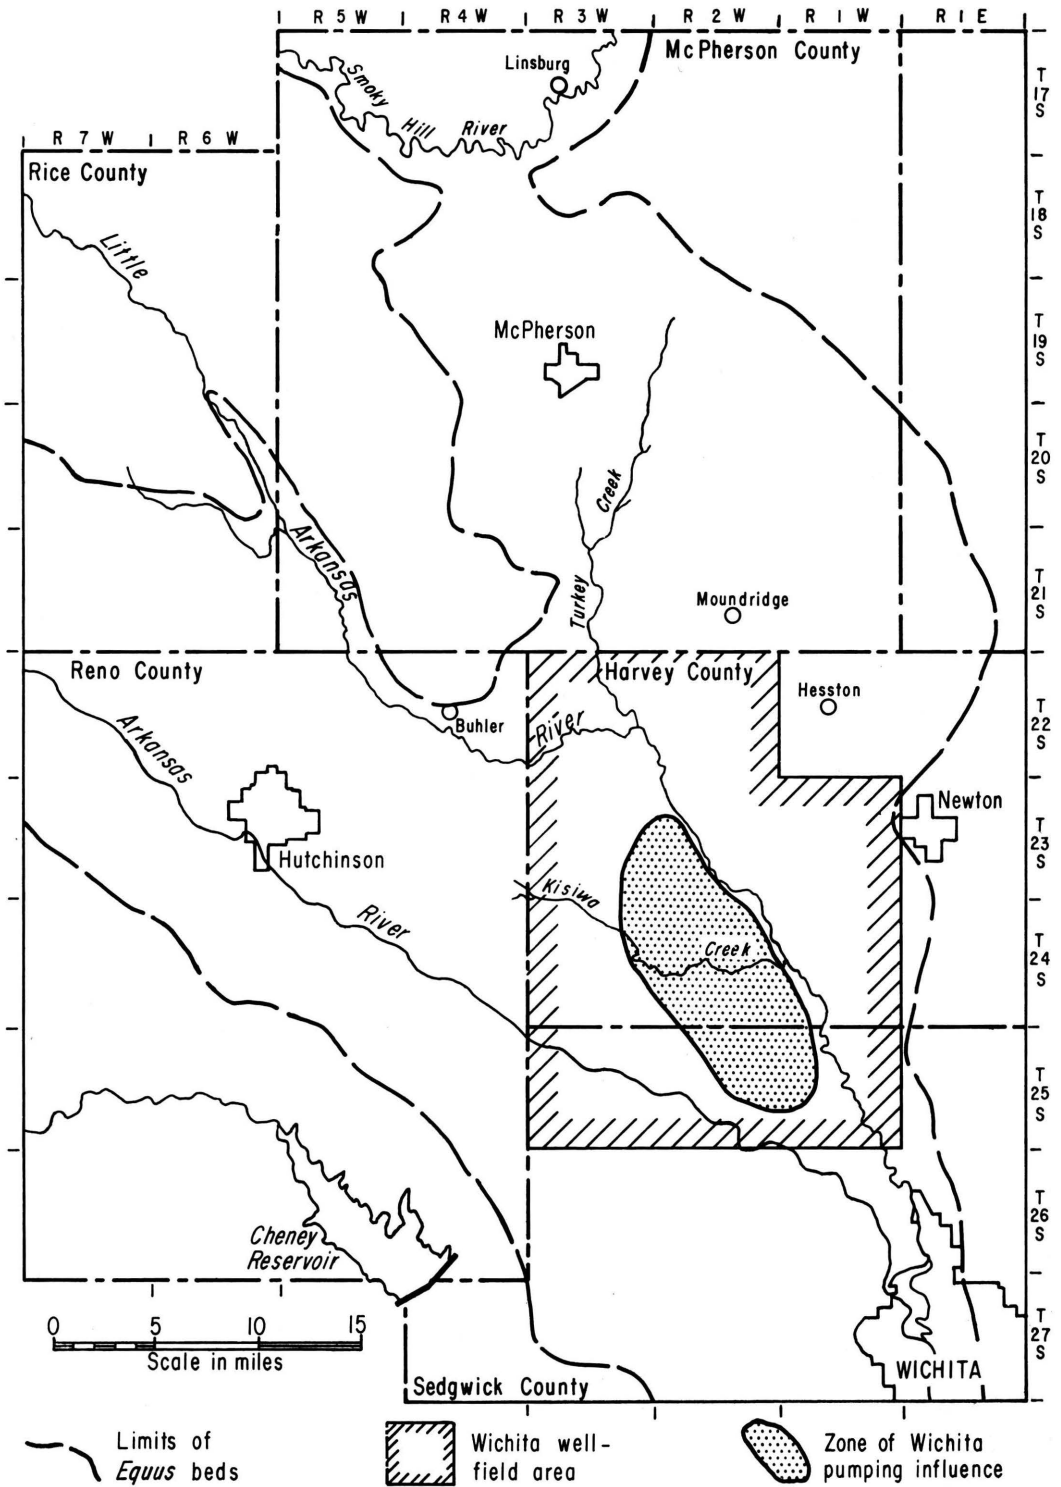 R 5 W
R 4 W
R 3 W
R 2 W
R 1 W
R 1 E
McPherson County
Linsburg
Smoky
Hill
River
T
17
S
R 7 W
R 6 W
Rice County
T
18
S
Little
McPherson
T
19
S
T
20
S
Creek
Arkansas
Turkey
Moundridge
T
21
S
Reno County
Harvey County
Hesston
Buhler
River
T
22
S
Arkansas
Newton
Hutchinson
T
23
S
Kisiwa
River
Creek
T
24
S
T
25
S
Cheney
Reservoir
T
26
S
0 5 10 15
Scale in miles
T
27
S
WICHITA
Sedgwick County
Limits of
Equus beds
Wichita well-
field area
Zone of Wichita
pumping influence